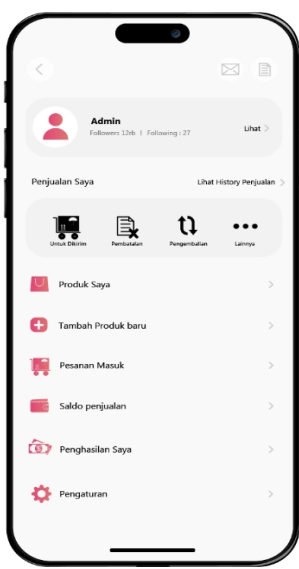 Admin
Followers 12rb | Following : 27
Lihat
Penjualan Saya
Lihat History Penjualan
Untuk Dikirim
Pembatalan
Pengembalian
Lainnya
Produk Saya
Tambah Produk baru
Pesanan Masuk
Saldo penjualan
Penghasilan Saya
Pengaturan